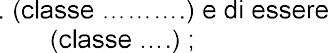 . (classe ……….) e di essere
(classe ….) ;